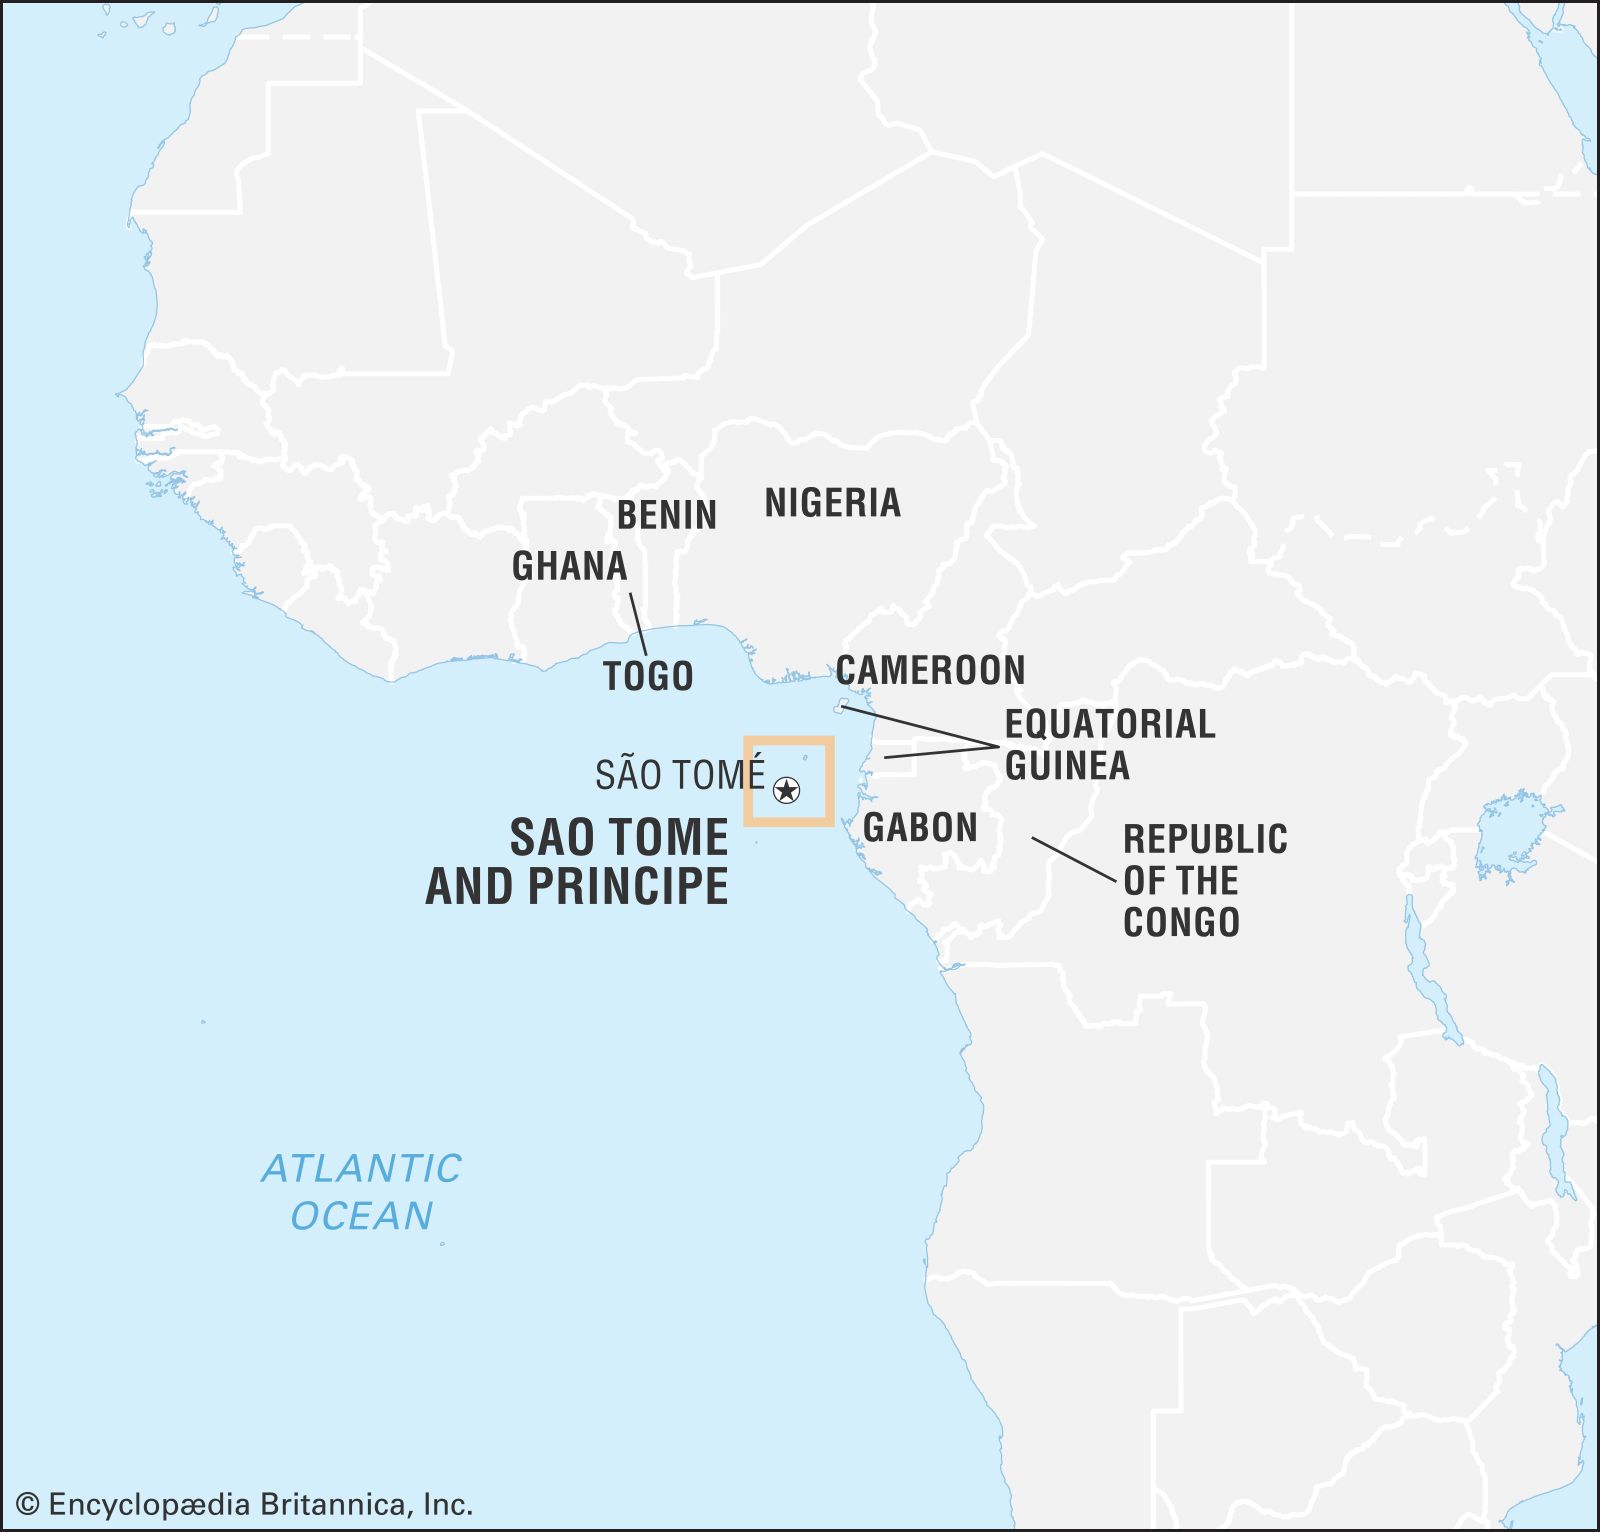 BENIN
NIGERIA
GHANA
TOGO
CAMEROON
EQUATORIAL
GUINEA
SÃO TOMÉ
SAO TOME
AND PRINCIPE
GABON
REPUBLIC
OF THE
CONGO
ATLANTIC
OCEAN
© Encyclopædia Britannica, Inc.